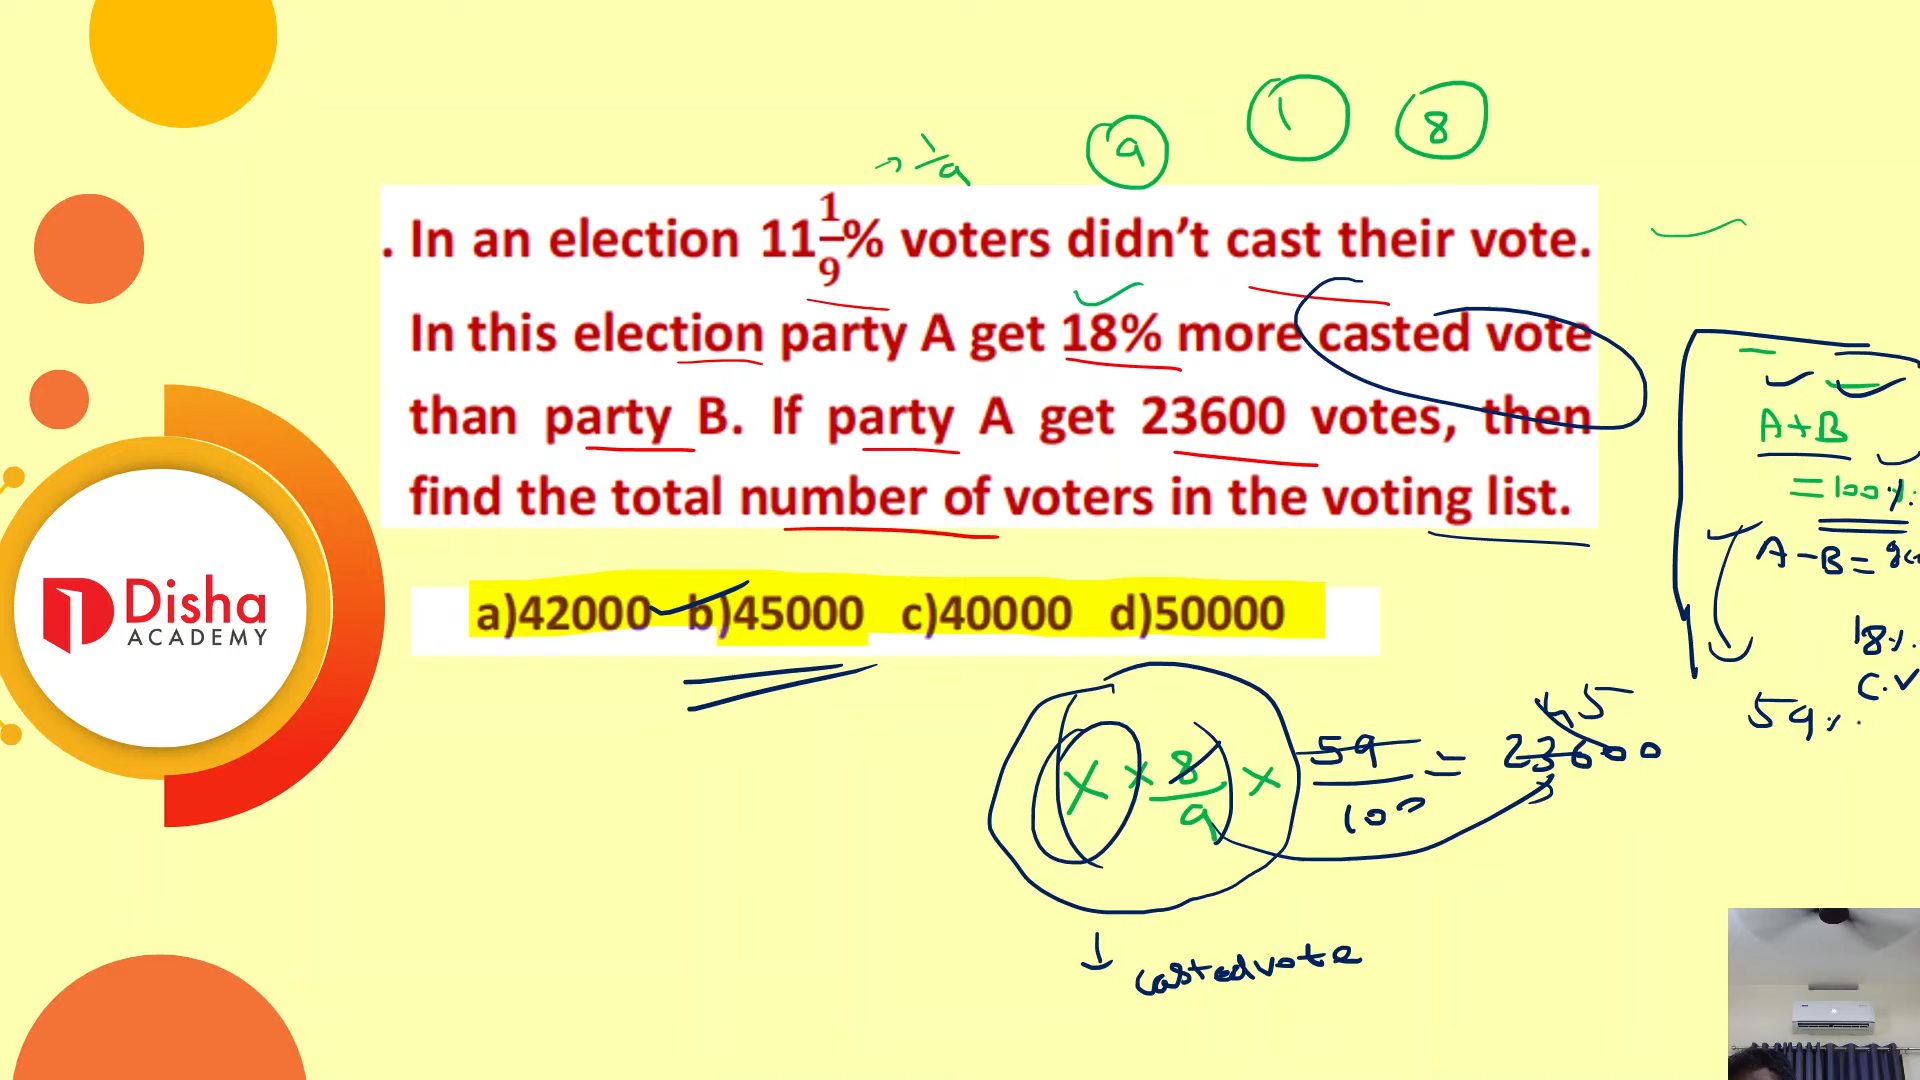 1
8
9
→ 1/9
. In an election 11 1/9% voters didn't cast their vote.
In this election party A get 18% more casted vote
than party B. If party A get 23600 votes, then
find the total number of voters in the voting list.
A+B
=100%.
A-B=
18%.
C.V
59%.
a)42000 b)45000 c)40000 d)50000
Disha
ACADEMY
5
X × 8/9 × 59/100 = 23600
casted vote